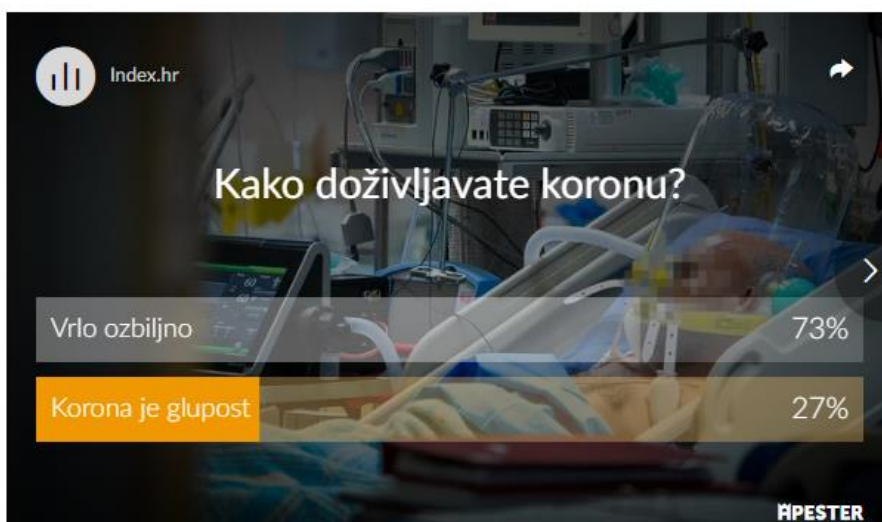 Index.hr
Kako doživljavate koronu?
Vrlo ozbiljno 73%
Korona je glupost 27%
APESTER